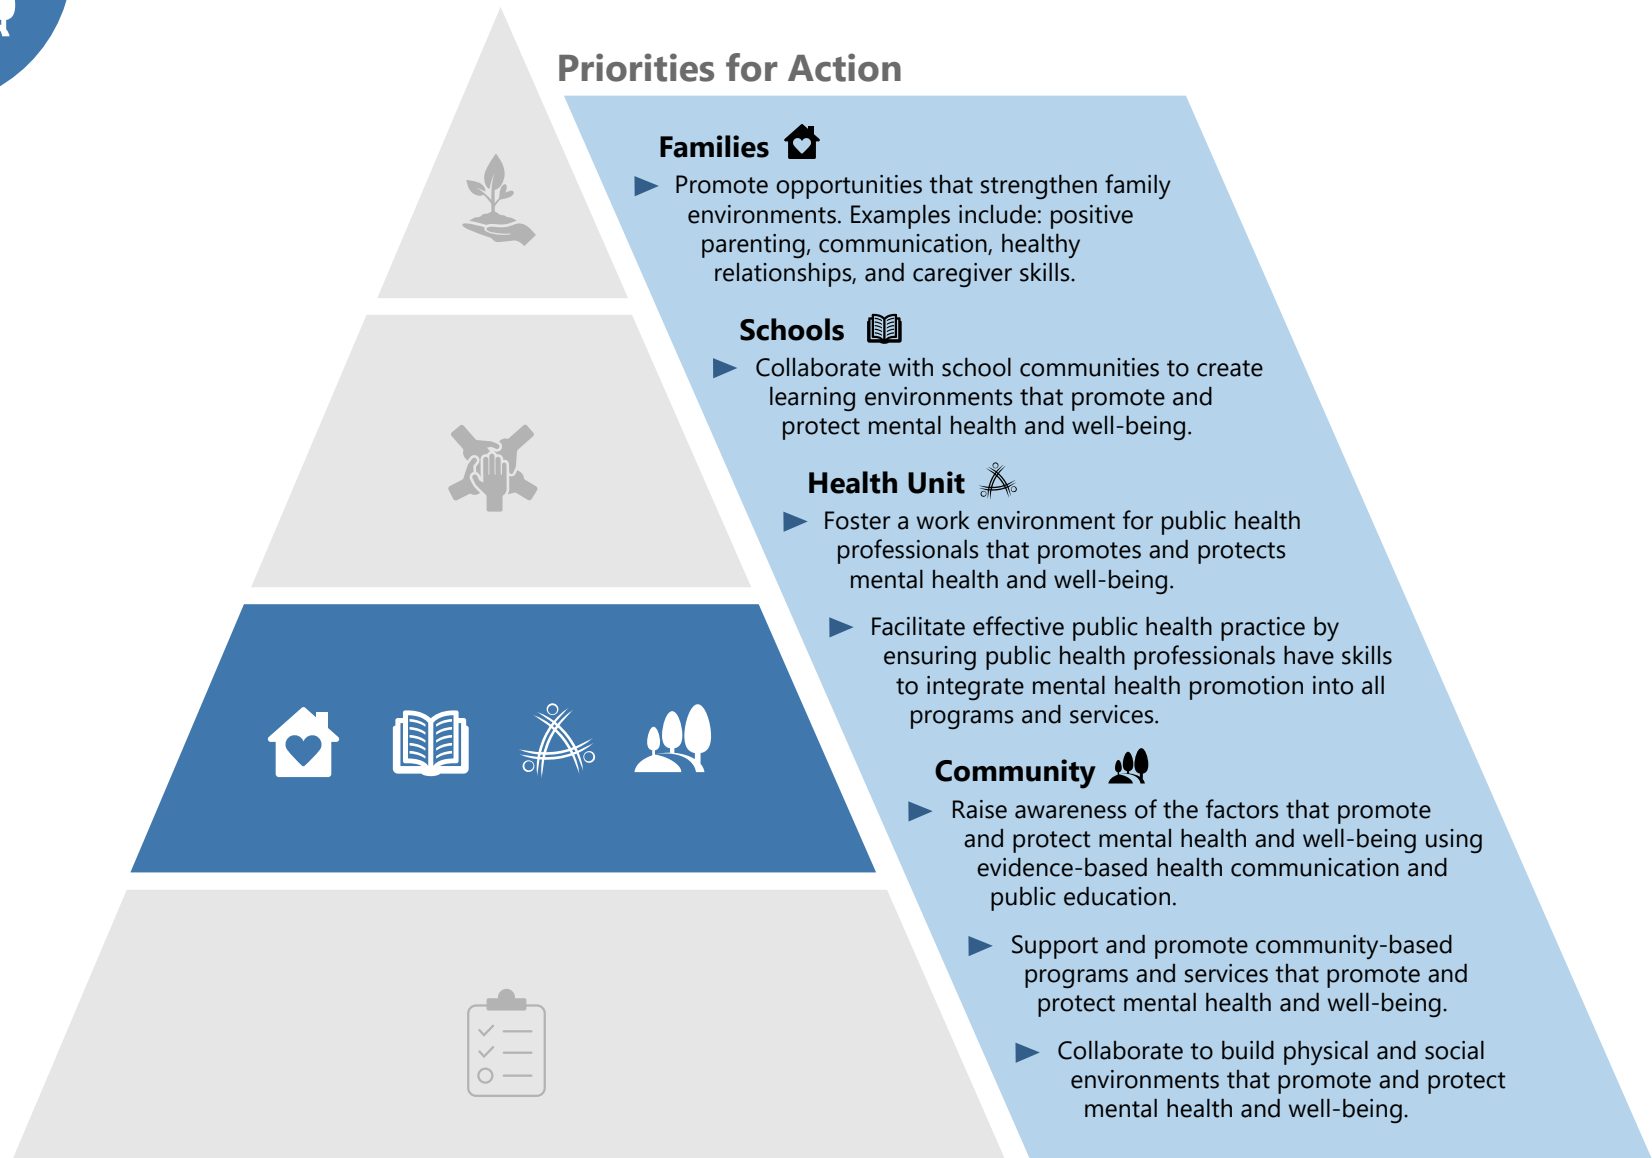 Priorities for Action
Families
Promote opportunities that strengthen family
environments. Examples include: positive
parenting, communication, healthy
relationships, and caregiver skills.
Schools
Collaborate with school communities to create
learning environments that promote and
protect mental health and well-being.
Health Unit
Foster a work environment for public health
professionals that promotes and protects
mental health and well-being.
Facilitate effective public health practice by
ensuring public health professionals have skills
to integrate mental health promotion into all
programs and services.
Community
Raise awareness of the factors that promote
and protect mental health and well-being using
evidence-based health communication and
public education.
Support and promote community-based
programs and services that promote and
protect mental health and well-being.
Collaborate to build physical and social
environments that promote and protect
mental health and well-being.